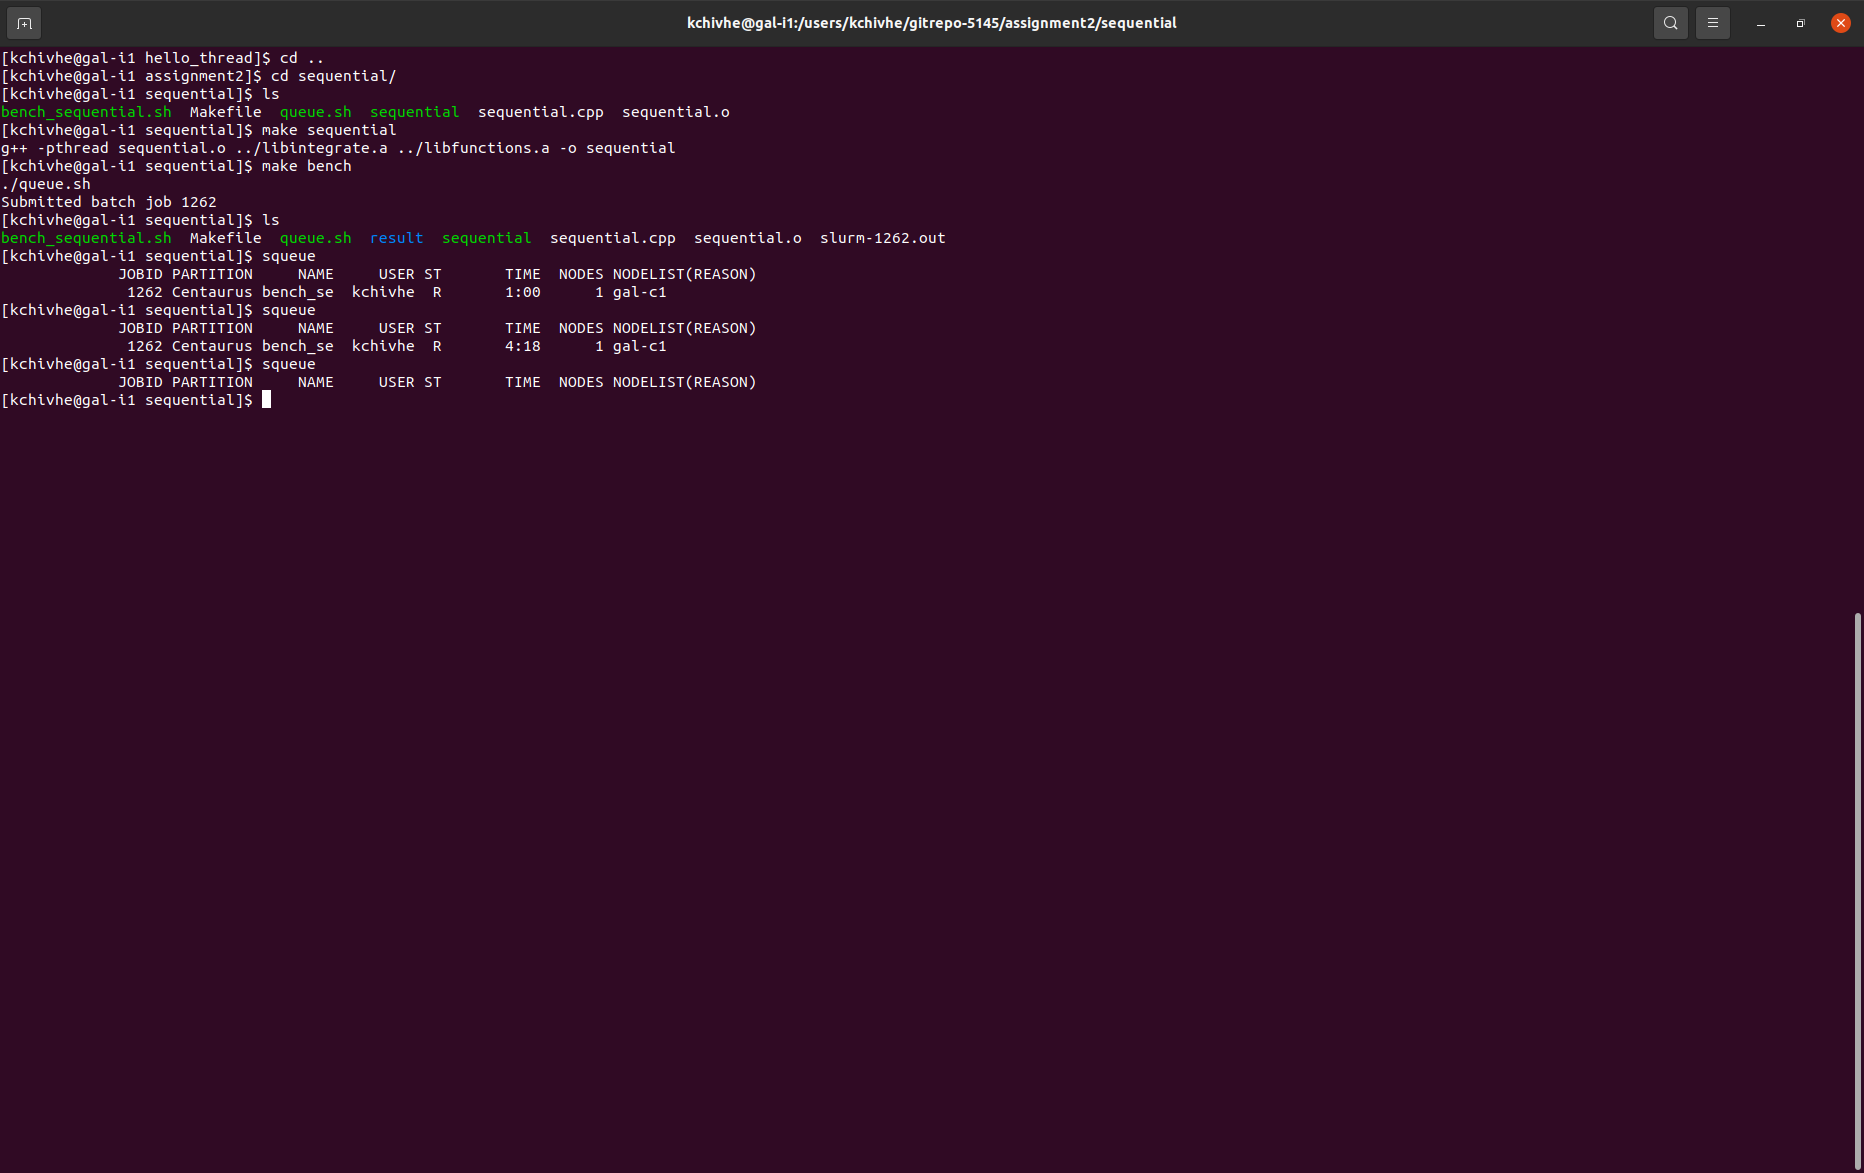 kchivhe@gal-i1:/users/kchivhe/gitrepo-5145/assignment2/sequential
[kchivhe@gal-i1 hello_thread]$ cd ..
[kchivhe@gal-i1 assignment2]$ cd sequential/
[kchivhe@gal-i1 sequential]$ ls
bench_sequential.sh  Makefile  queue.sh  sequential  sequential.cpp  sequential.o
[kchivhe@gal-i1 sequential]$ make sequential
g++ -pthread sequential.o ../libintegrate.a ../libfunctions.a -o sequential
[kchivhe@gal-i1 sequential]$ make bench
./queue.sh
Submitted batch job 1262
[kchivhe@gal-i1 sequential]$ ls
bench_sequential.sh  Makefile  queue.sh  result  sequential  sequential.cpp  sequential.o  slurm-1262.out
[kchivhe@gal-i1 sequential]$ squeue
             JOBID PARTITION     NAME     USER ST       TIME  NODES NODELIST(REASON)
              1262 Centaurus bench_se  kchivhe  R       1:00      1 gal-c1
[kchivhe@gal-i1 sequential]$ squeue
             JOBID PARTITION     NAME     USER ST       TIME  NODES NODELIST(REASON)
              1262 Centaurus bench_se  kchivhe  R       4:18      1 gal-c1
[kchivhe@gal-i1 sequential]$ squeue
             JOBID PARTITION     NAME     USER ST       TIME  NODES NODELIST(REASON)
[kchivhe@gal-i1 sequential]$